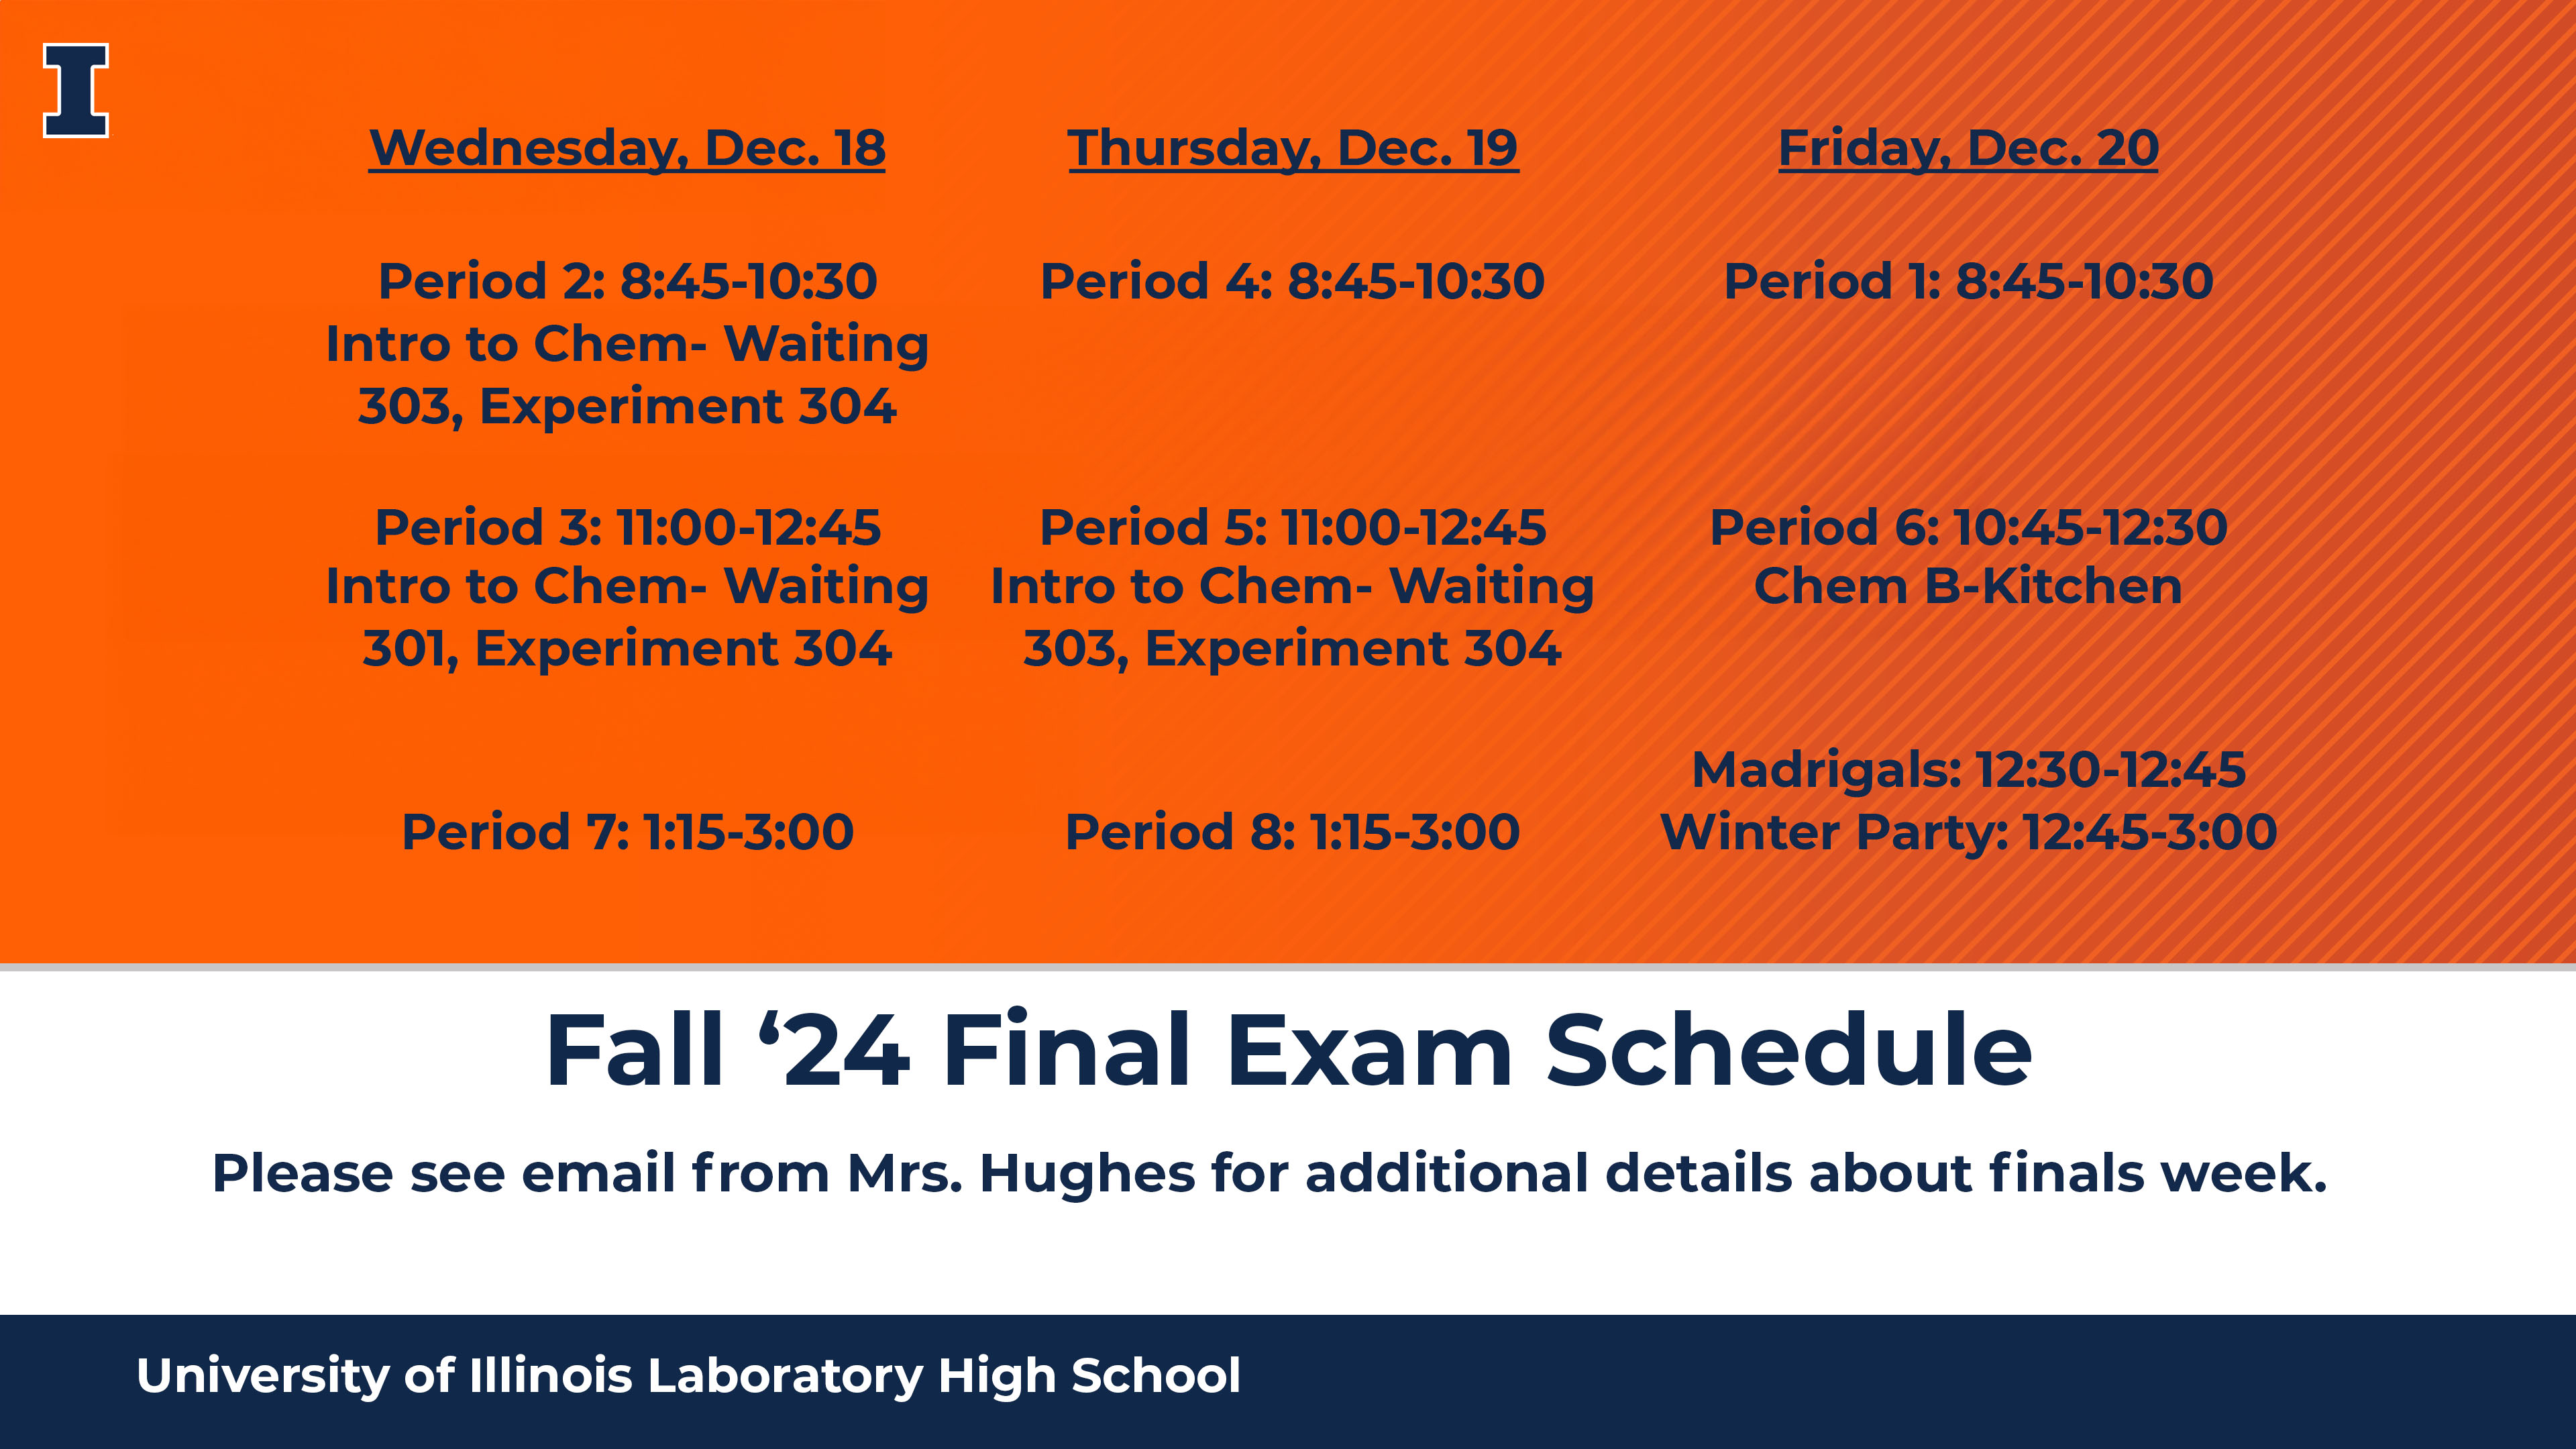 I
Wednesday, Dec. 18
Period 2: 8:45-10:30
Intro to Chem- Waiting
303, Experiment 304
Period 3: 11:00-12:45
Intro to Chem- Waiting
301, Experiment 304
Period 7: 1:15-3:00
Thursday, Dec. 19
Period 4: 8:45-10:30
Period 5: 11:00-12:45
Intro to Chem- Waiting
303, Experiment 304
Period 8: 1:15-3:00
Friday, Dec. 20
Period 1: 8:45-10:30
Period 6: 10:45-12:30
Chem B-Kitchen
Madrigals: 12:30-12:45
Winter Party: 12:45-3:00
Fall ‘24 Final Exam Schedule
Please see email from Mrs. Hughes for additional details about finals week.
University of Illinois Laboratory High School